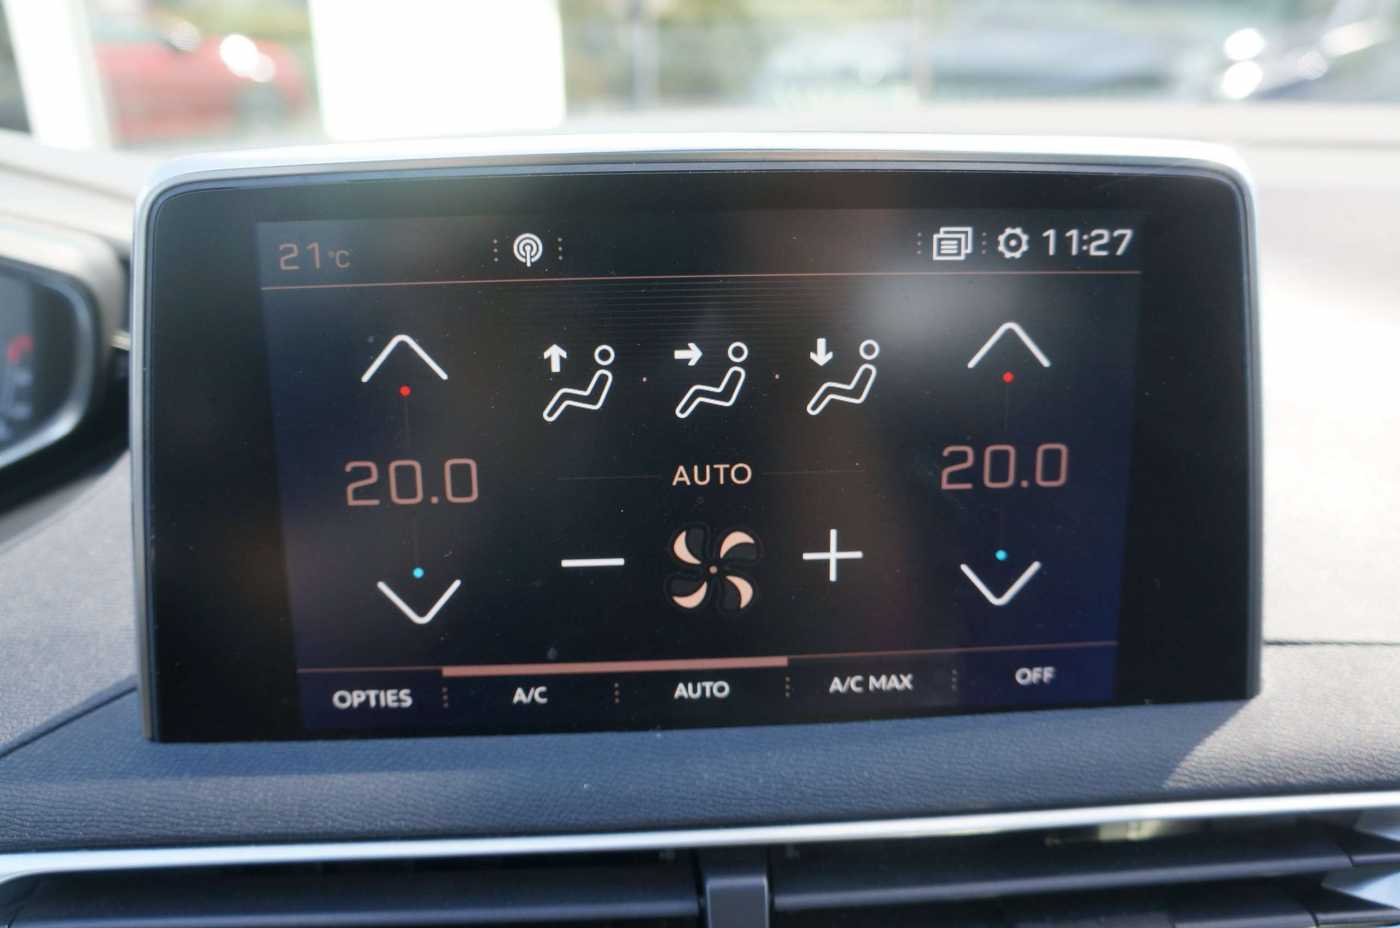 21°C 11:27
20.0 20.0
AUTO
OPTIES A/C AUTO A/C MAX OFF